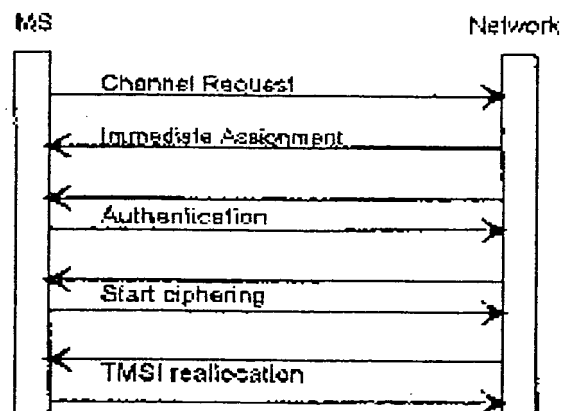 MS
Network
Channel Request
Immediate Assignment
Authentication
Start ciphering
TMSI reallocation